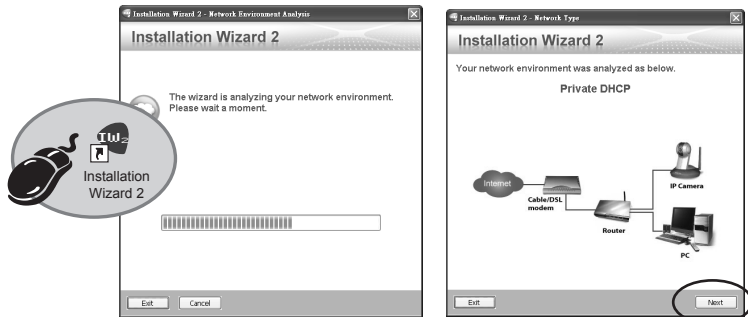 Installation Wizard 2 - Network Environment Analysis
Installation Wizard 2
The wizard is analyzing your network environment.
Please wait a moment.
IW2
Installation
Wizard 2
Exit
Cancel
Installation Wizard 2 - Network Type
Installation Wizard 2
Your network environment was analyzed as below.
Private DHCP
Internet
Cable/DSL
modem
Router
IP Camera
PC
Exit
Next